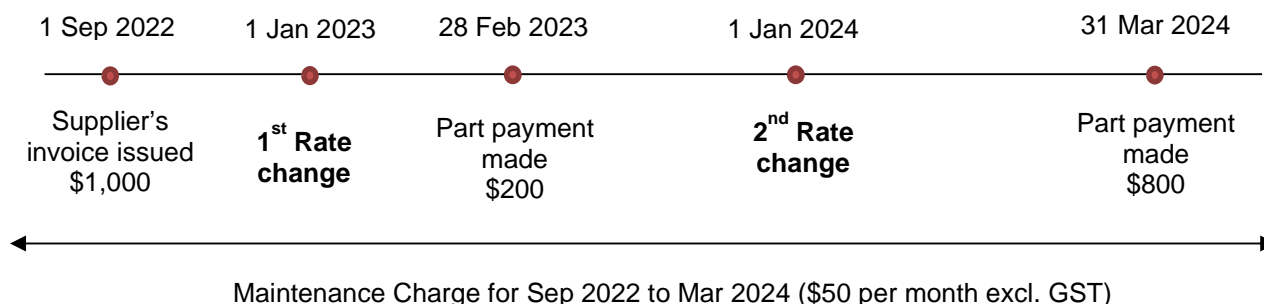 1 Sep 2022
1 Jan 2023
28 Feb 2023
1 Jan 2024
31 Mar 2024
Supplier's
invoice issued
$1,000
1st Rate
change
Part payment
made
$200
2nd Rate
change
Part payment
made
$800
Maintenance Charge for Sep 2022 to Mar 2024 ($50 per month excl. GST)